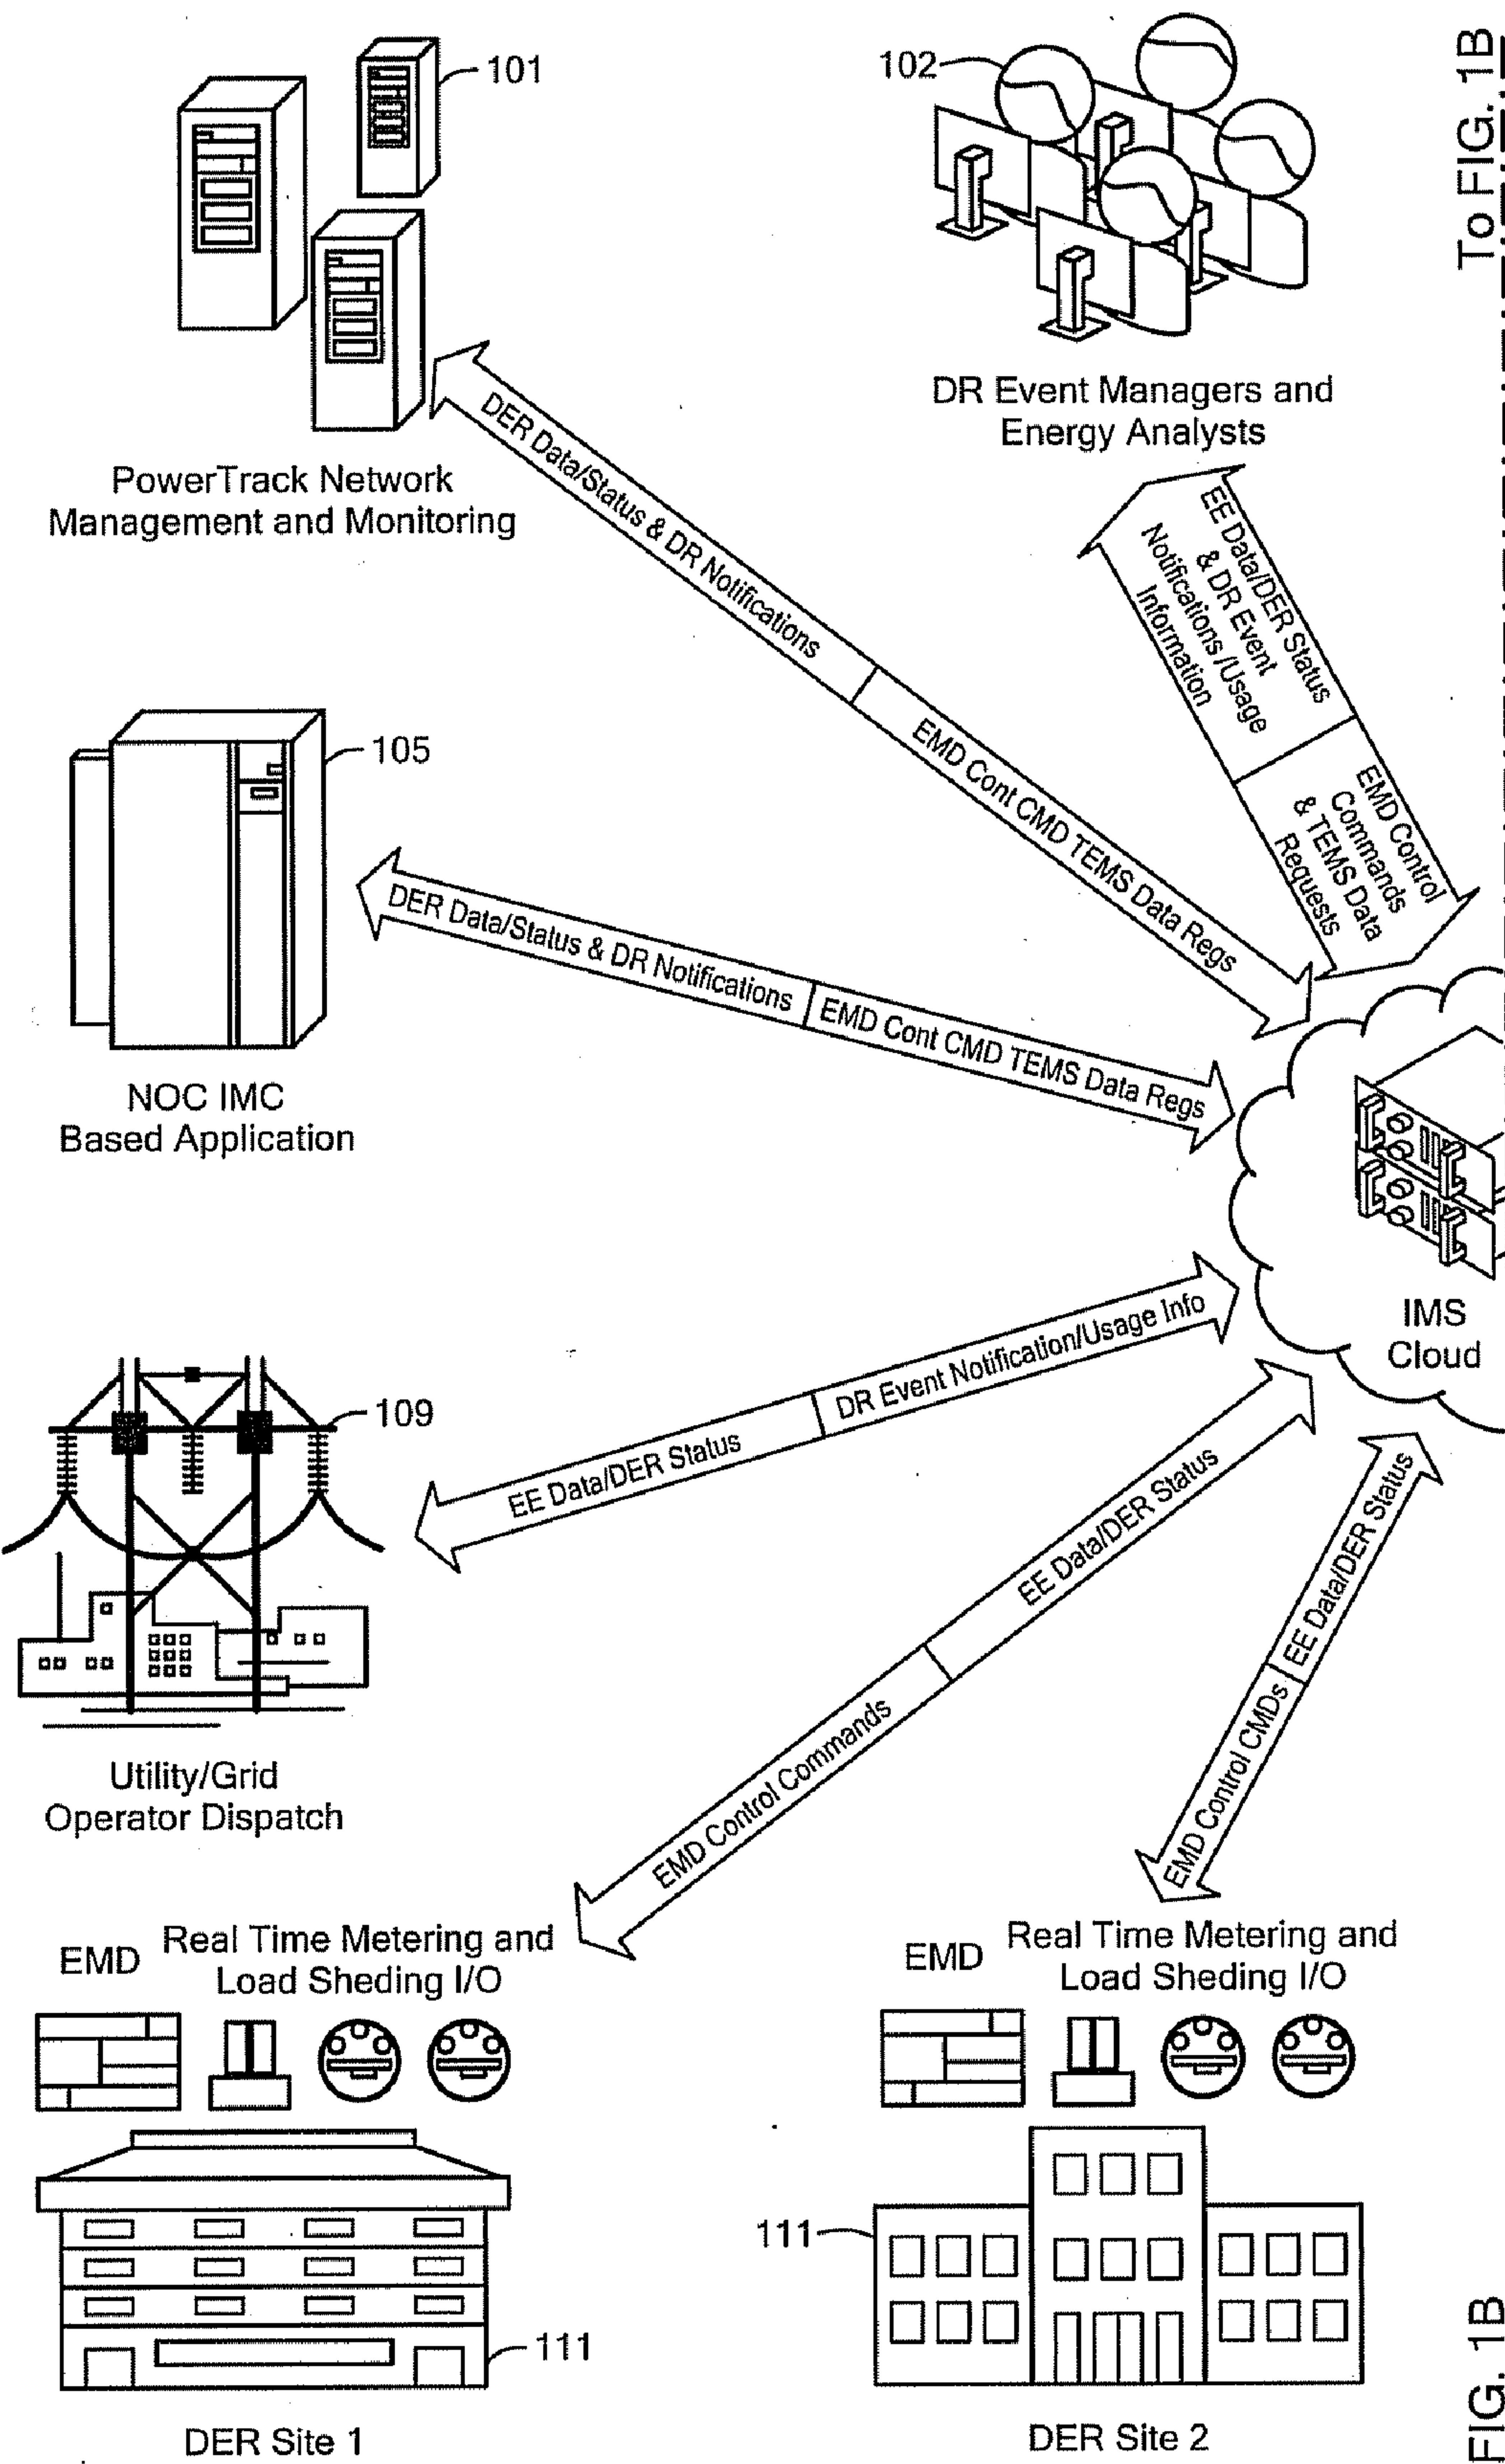 101
102
To FIG. 1B
PowerTrack Network
Management and Monitoring
DR Event Managers and
Energy Analysts
DER Data/Status & DR Notifications
EMD Cont CMD TEMS Data Regs
EE Data/DER Status
& DR Event
Notifications/Usage
Information
EMD Control
Commands
& TEMS Data
Requests
105
NOC IMC
Based Application
DER Data/Status & DR Notifications
EMD Cont CMD TEMS Data Regs
IMS
Cloud
109
Utility/Grid
Operator Dispatch
EE Data/DER Status
DR Event Notification/Usage Info
EMD Control Commands
EE Data/DER Status
EMD Control CMDs
EE Data/DER Status
EMD
Real Time Metering and
Load Sheding I/O
111
DER Site 1
EMD
Real Time Metering and
Load Sheding I/O
111
DER Site 2
FIG. 1B